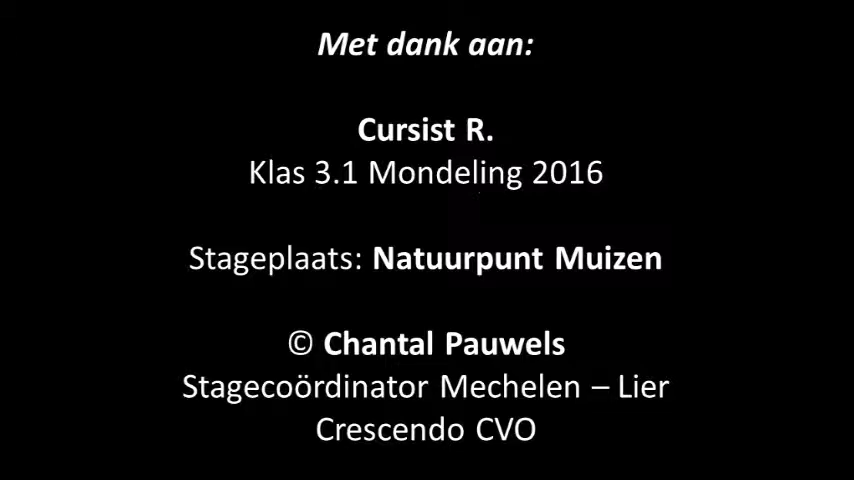 Met dank aan:
Cursist R.
Klas 3.1 Mondeling 2016
Stageplaats: Natuurpunt Muizen
© Chantal Pauwels
Stagecoördinator Mechelen – Lier
Crescendo CVO